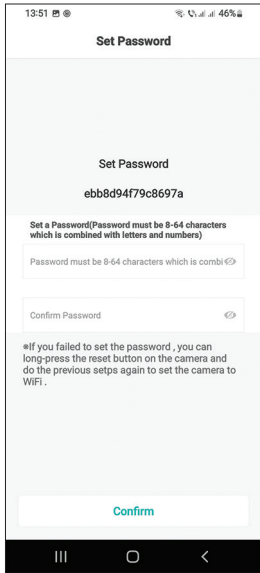 13:51 46%
Set Password
Set Password
ebb8d94f79c8697a
Set a Password(Password must be 8-64 characters
which is combined with letters and numbers)
Password must be 8-64 characters which is combi
Confirm Password
※If you failed to set the password , you can
long-press the reset button on the camera and
do the previous setps again to set the camera to
WiFi .
Confirm